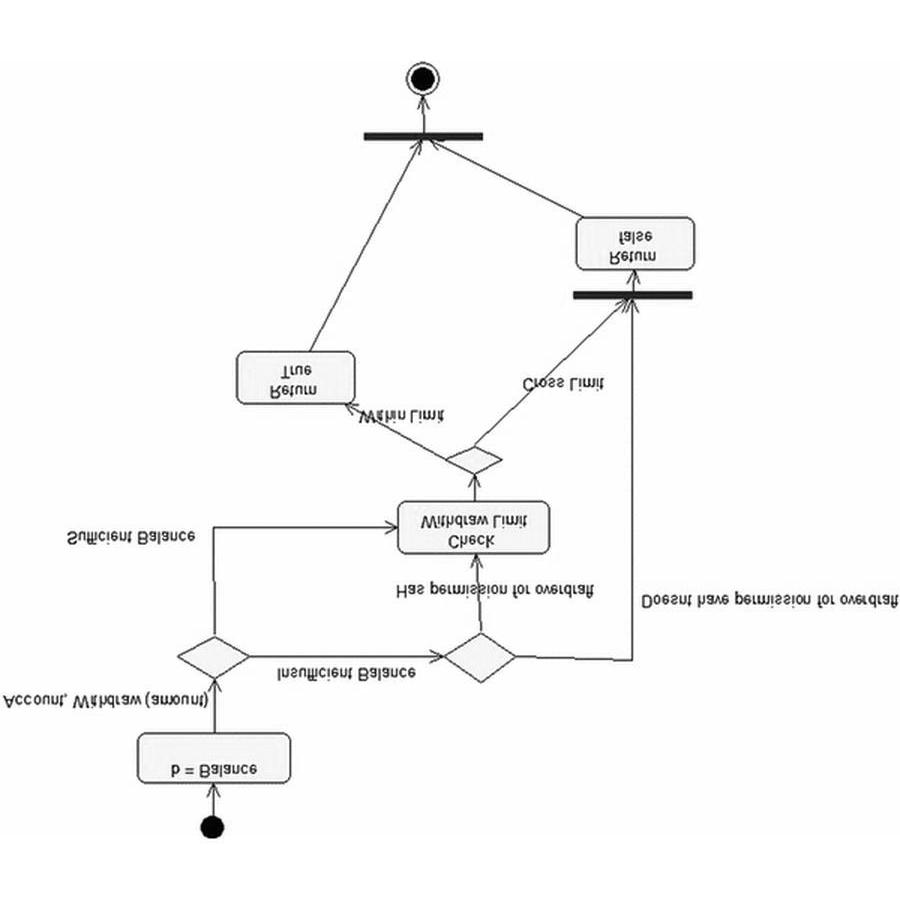 b = Balance
Account, Withdraw (amount)
Insufficient Balance
Sufficient Balance
Has permission for overdraft
Doesnt have permission for overdraft
Check
Withdraw Limit
Within Limit
Cross Limit
Return
True
Return
false